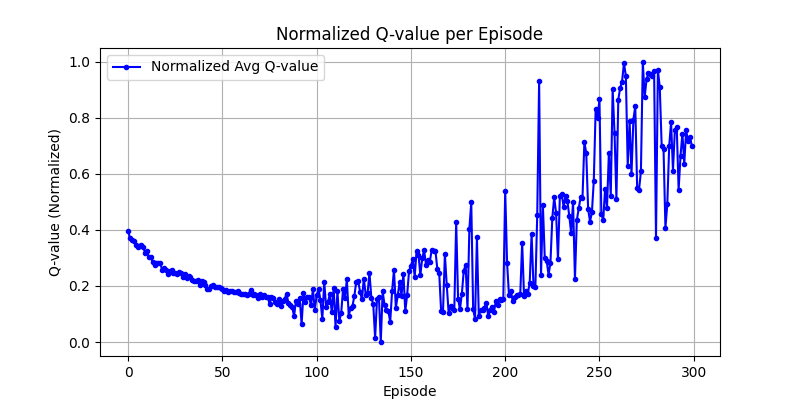 Normalized Q-value per Episode
Normalized Avg Q-value
Q-value (Normalized)
1.0
0.8
0.6
0.4
0.2
0.0
0 50 100 150 200 250 300
Episode